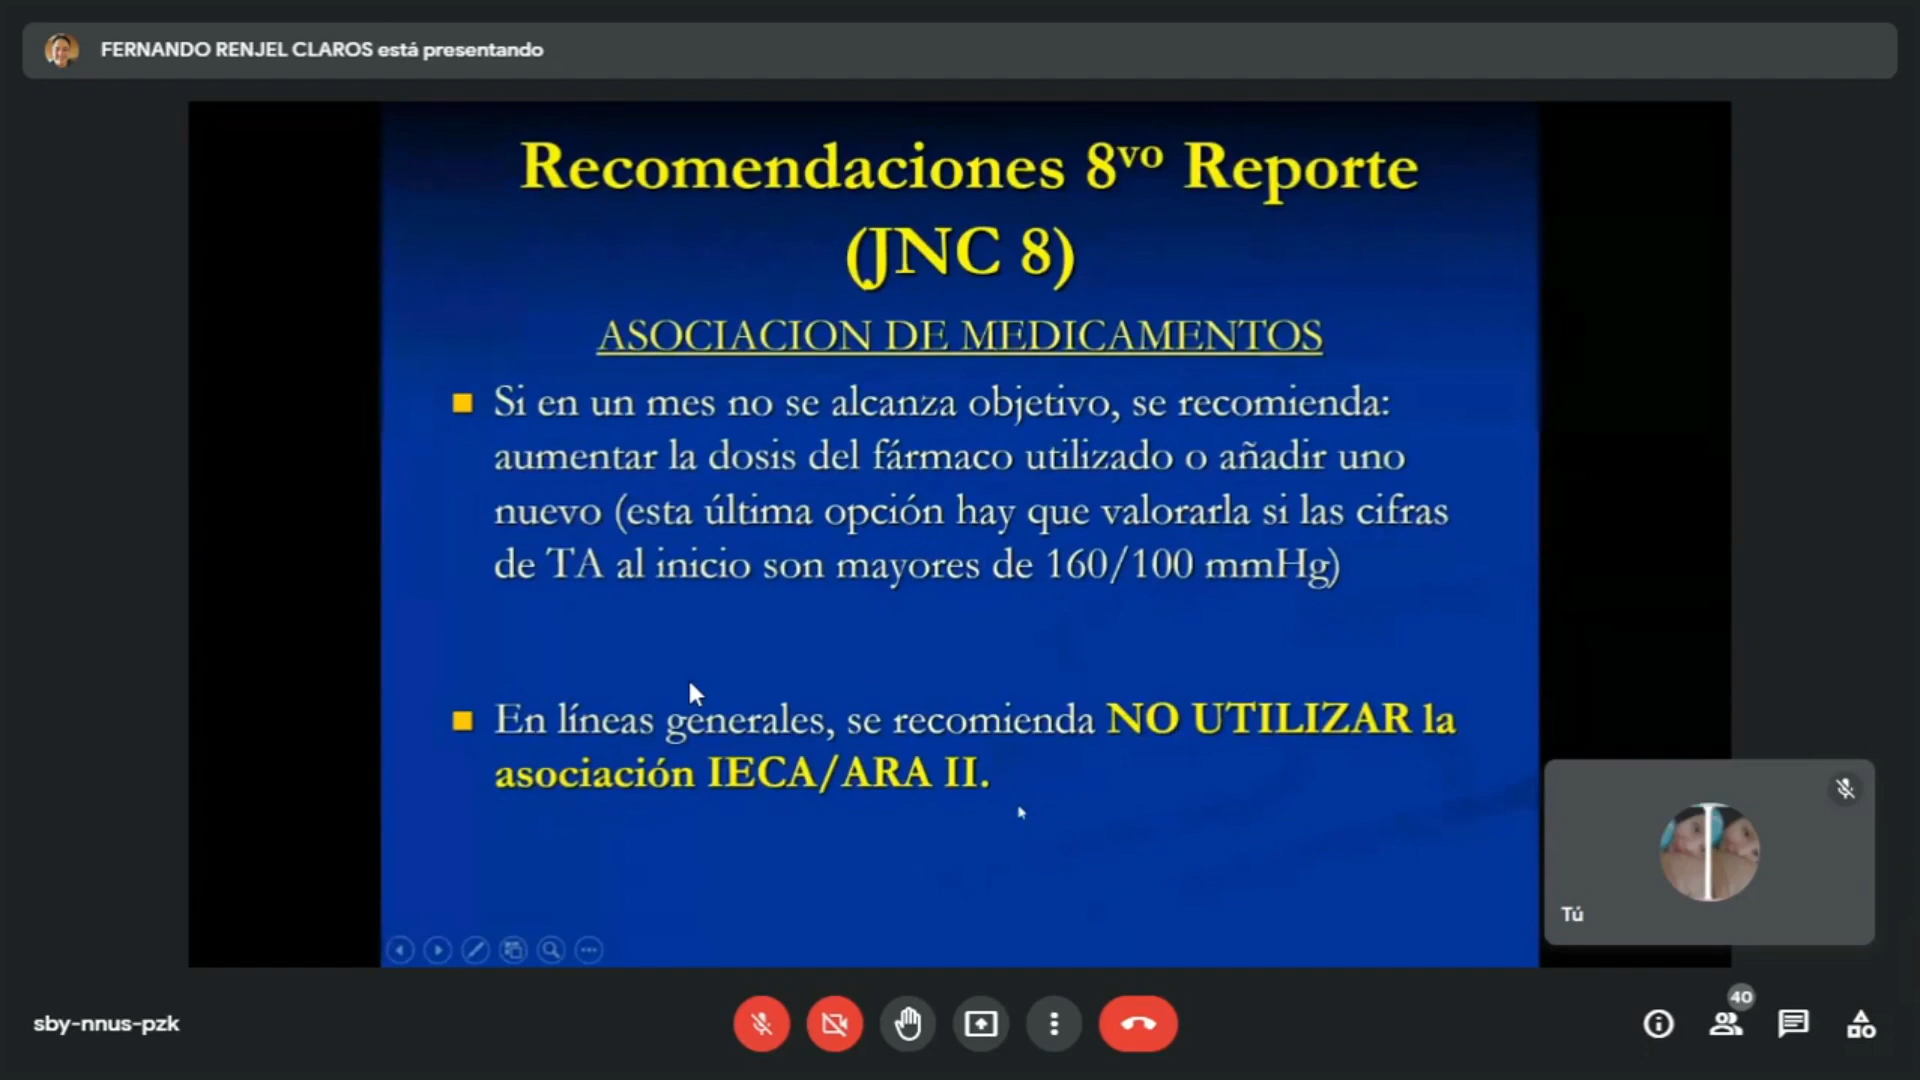 FERNANDO RENJEL CLAROS está presentando
Recomendaciones 8vo Reporte
(JNC 8)
ASOCIACION DE MEDICAMENTOS
Si en un mes no se alcanza objetivo, se recomienda:
aumentar la dosis del fármaco utilizado o añadir uno
nuevo (esta última opción hay que valorarla si las cifras
de TA al inicio son mayores de 160/100 mmHg)
En líneas generales, se recomienda NO UTILIZAR la
asociación IECA/ARA II.
Tú
sby-nnus-pzk
40